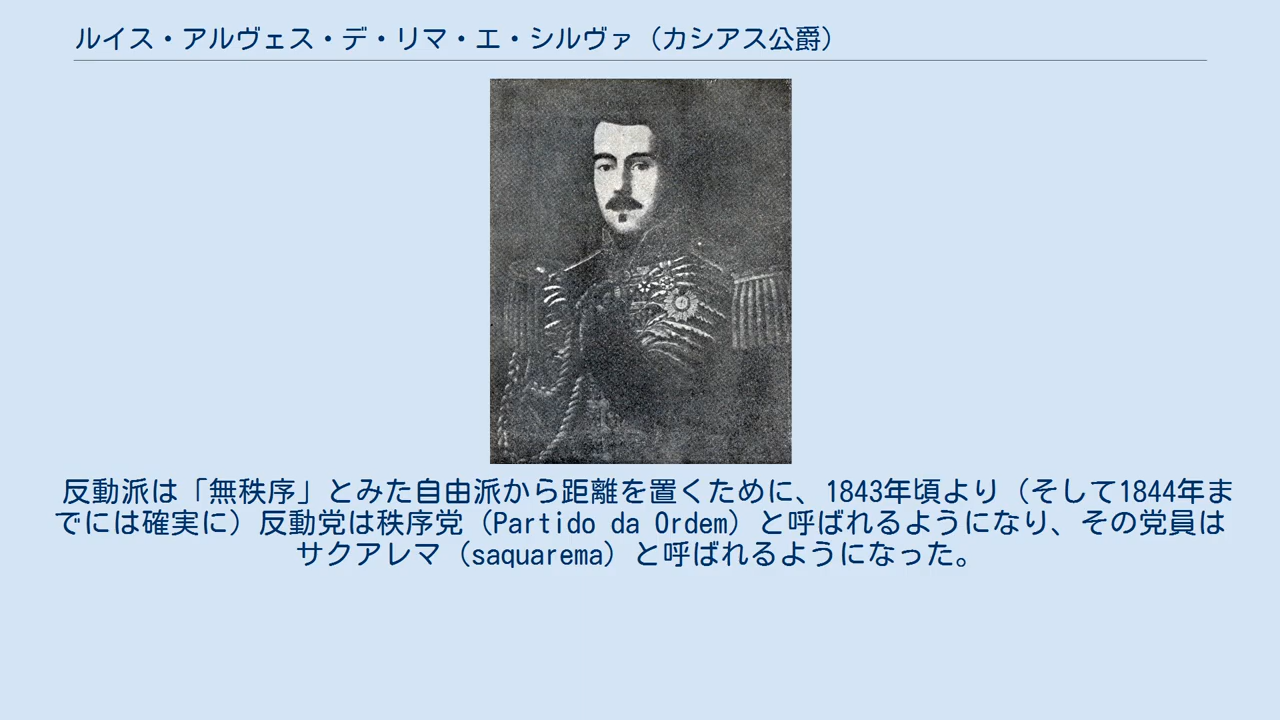 ルイス・アルヴェス・デ・リマ・エ・シルヴァ（カシアス公爵）
反動派は「無秩序」とみた自由派から距離を置くために、1843年頃より（そして1844年ま
でには確実に）反動党は秩序党（Partido da Ordem）と呼ばれるようになり、その党員は
サクアレマ（saquarema）と呼ばれるようになった。